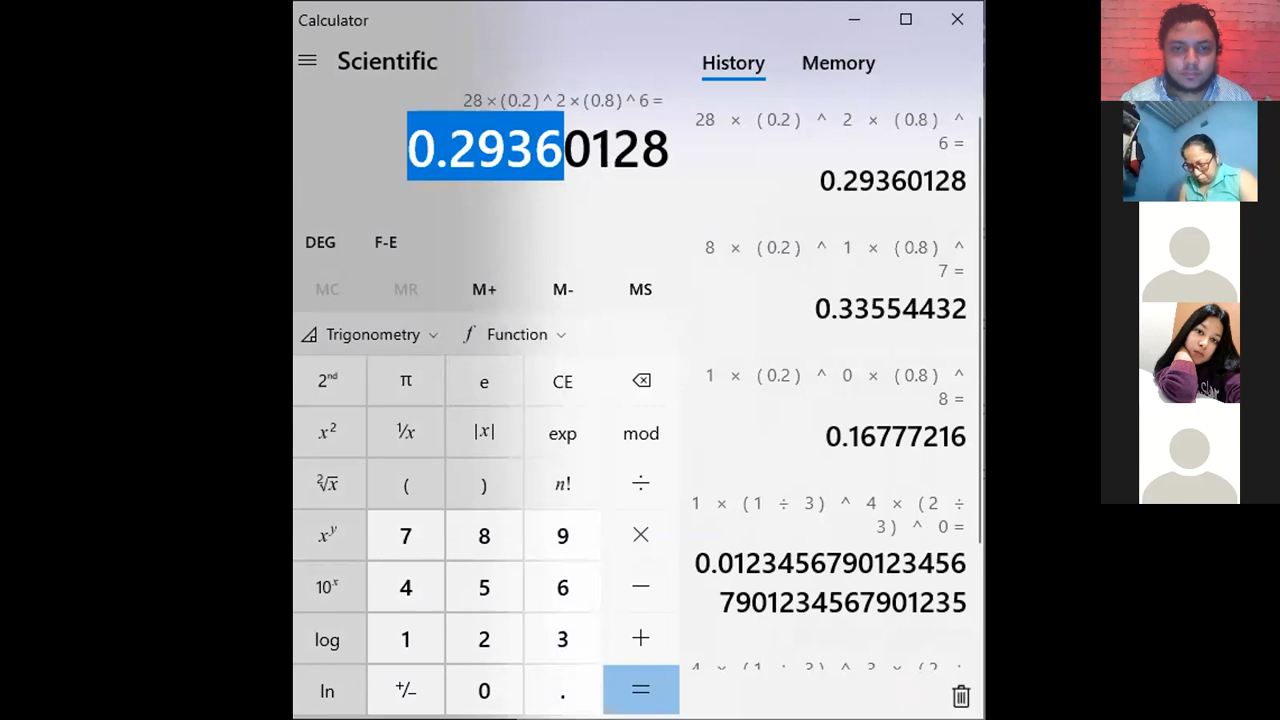 Calculator
Scientific
History Memory
28 × (0.2) ^ 2 × (0.8) ^ 6 =
0.29360128
DEG F-E
MC MR M+ M- MS
Trigonometry f Function
2nd π e CE
x² ¹/x |x| exp mod
²√x ( ) n! ÷
xʸ 7 8 9 ×
10ˣ 4 5 6 −
log 1 2 3 +
ln +/− 0 . =
28 × (0.2) ^ 2 × (0.8) ^
6 =
0.29360128
8 × (0.2) ^ 1 × (0.8) ^
7 =
0.33554432
1 × (0.2) ^ 0 × (0.8) ^
8 =
0.16777216
1 × (1 ÷ 3) ^ 4 × (2 ÷
3) ^ 0 =
0.0123456790123456
7901234567901235